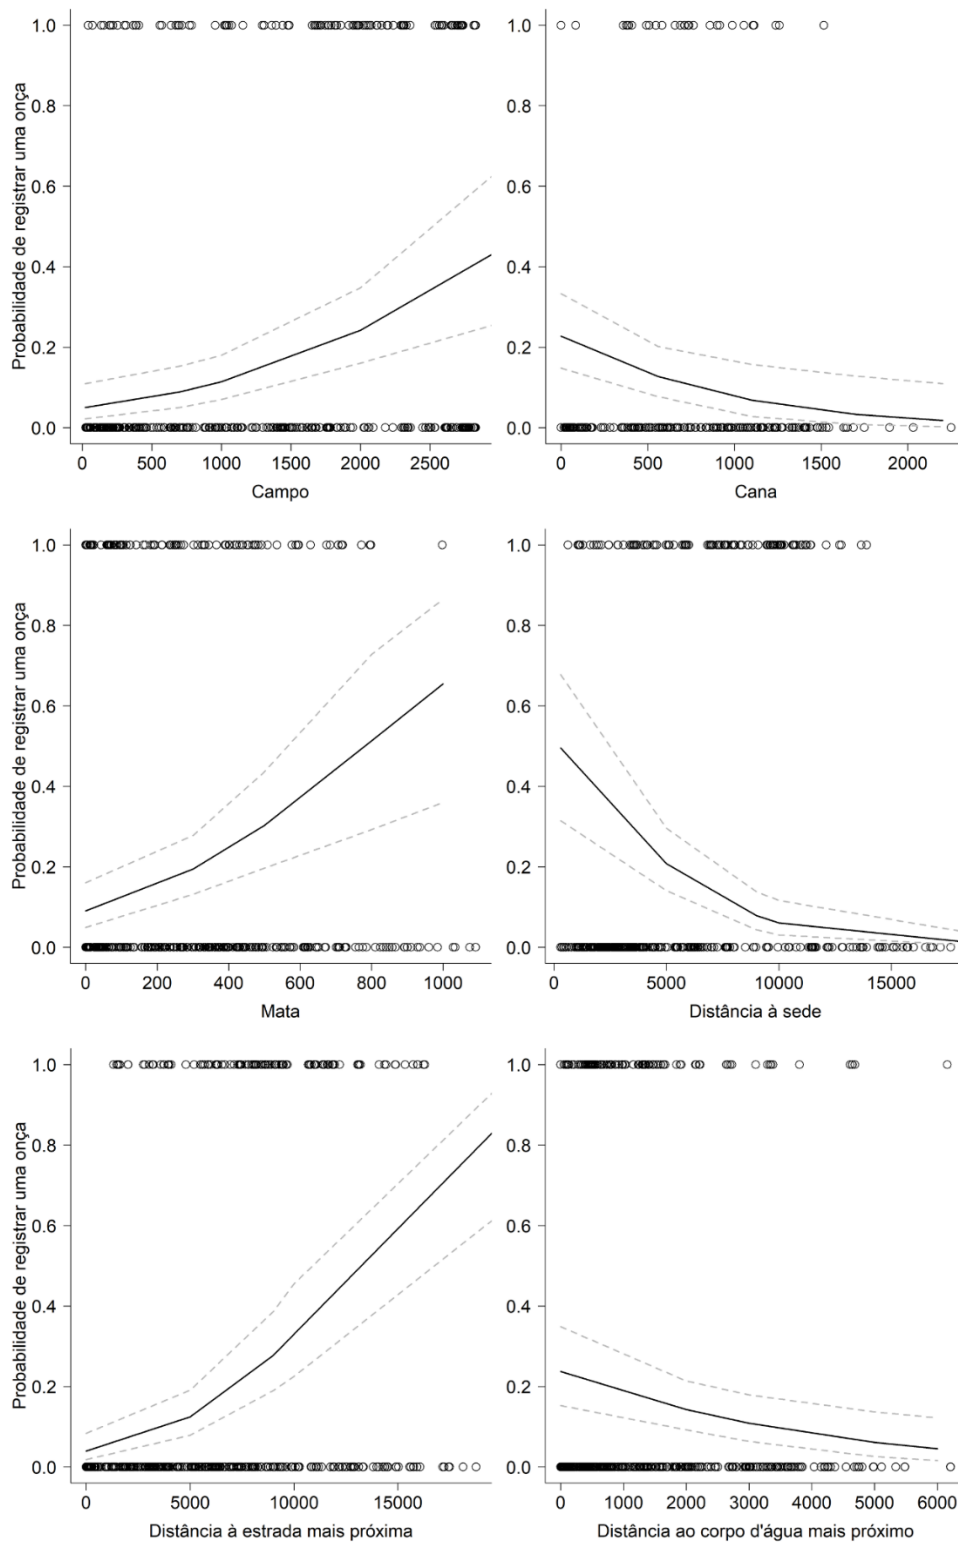 1.0
0.8
0.6
0.4
0.2
0.0
Probabilidade de registrar uma onça
0 500 1000 1500 2000 2500
Campo
1.0
0.8
0.6
0.4
0.2
0.0
0 500 1000 1500 2000
Cana
1.0
0.8
0.6
0.4
0.2
0.0
Probabilidade de registrar uma onça
0 200 400 600 800 1000
Mata
1.0
0.8
0.6
0.4
0.2
0.0
0 5000 10000 15000
Distância à sede
1.0
0.8
0.6
0.4
0.2
0.0
Probabilidade de registrar uma onça
0 5000 10000 15000
Distância à estrada mais próxima
1.0
0.8
0.6
0.4
0.2
0.0
0 1000 2000 3000 4000 5000 6000
Distância ao corpo d'água mais próximo